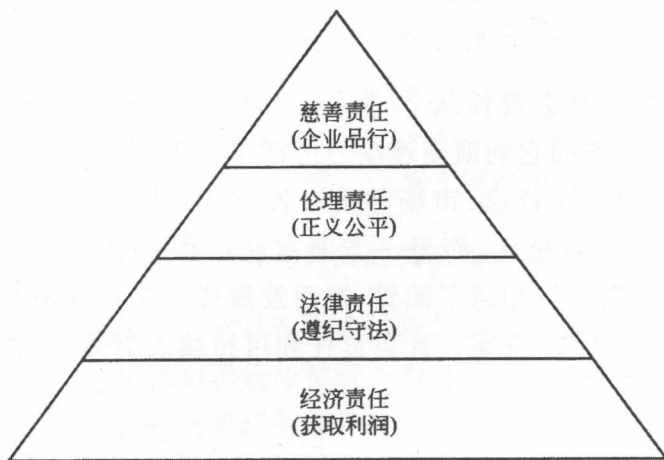 慈善责任
(企业品行)
伦理责任
(正义公平)
法律责任
(遵纪守法)
经济责任
(获取利润)